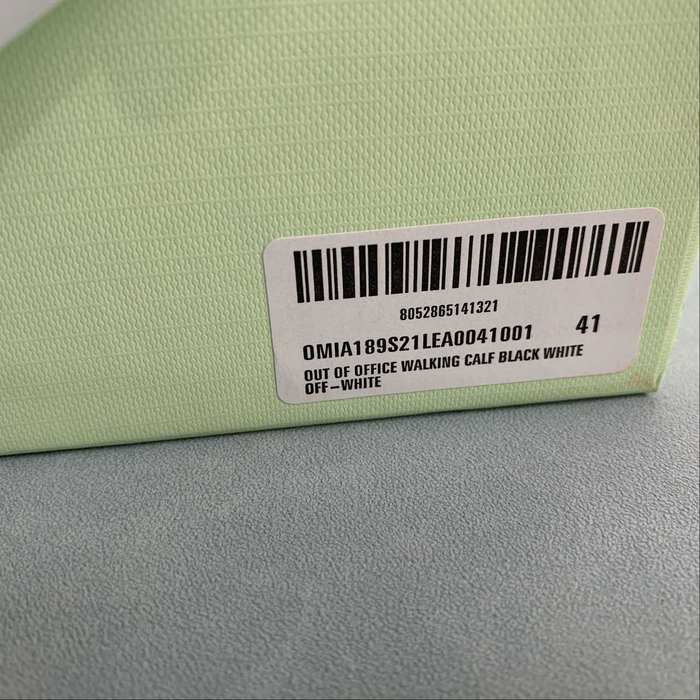 8052865141321
OMIA189S21LEA0041001 41
OUT OF OFFICE WALKING CALF BLACK WHITE
OFF-WHITE